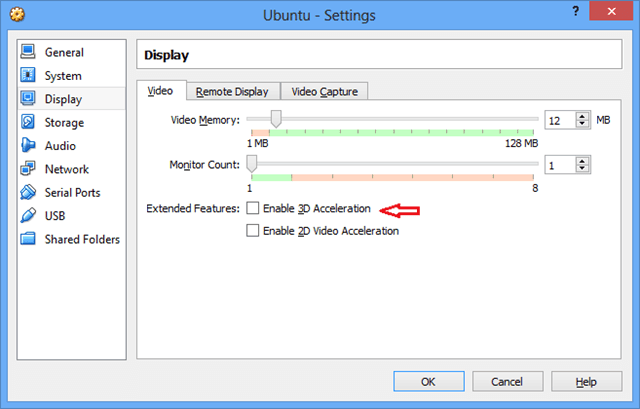 Ubuntu - Settings
?
General
System
Display
Storage
Audio
Network
Serial Ports
USB
Shared Folders
Display
Video
Remote Display
Video Capture
Video Memory:
12
MB
1 MB
128 MB
Monitor Count:
1
1
8
Extended Features:
Enable 3D Acceleration
Enable 2D Video Acceleration
OK
Cancel
Help